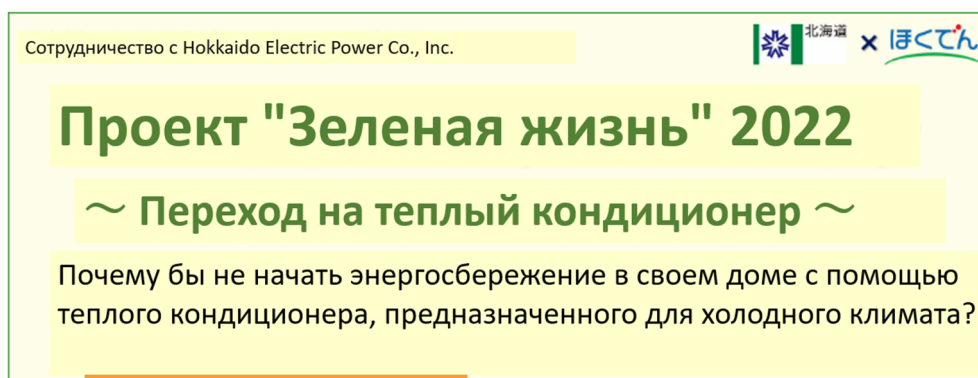 Сотрудничество с Hokkaido Electric Power Co., Inc.
北海道 × ほくでん
Проект "Зеленая жизнь" 2022
～ Переход на теплый кондиционер ～
Почему бы не начать энергосбережение в своем доме с помощью
теплого кондиционера, предназначенного для холодного климата?